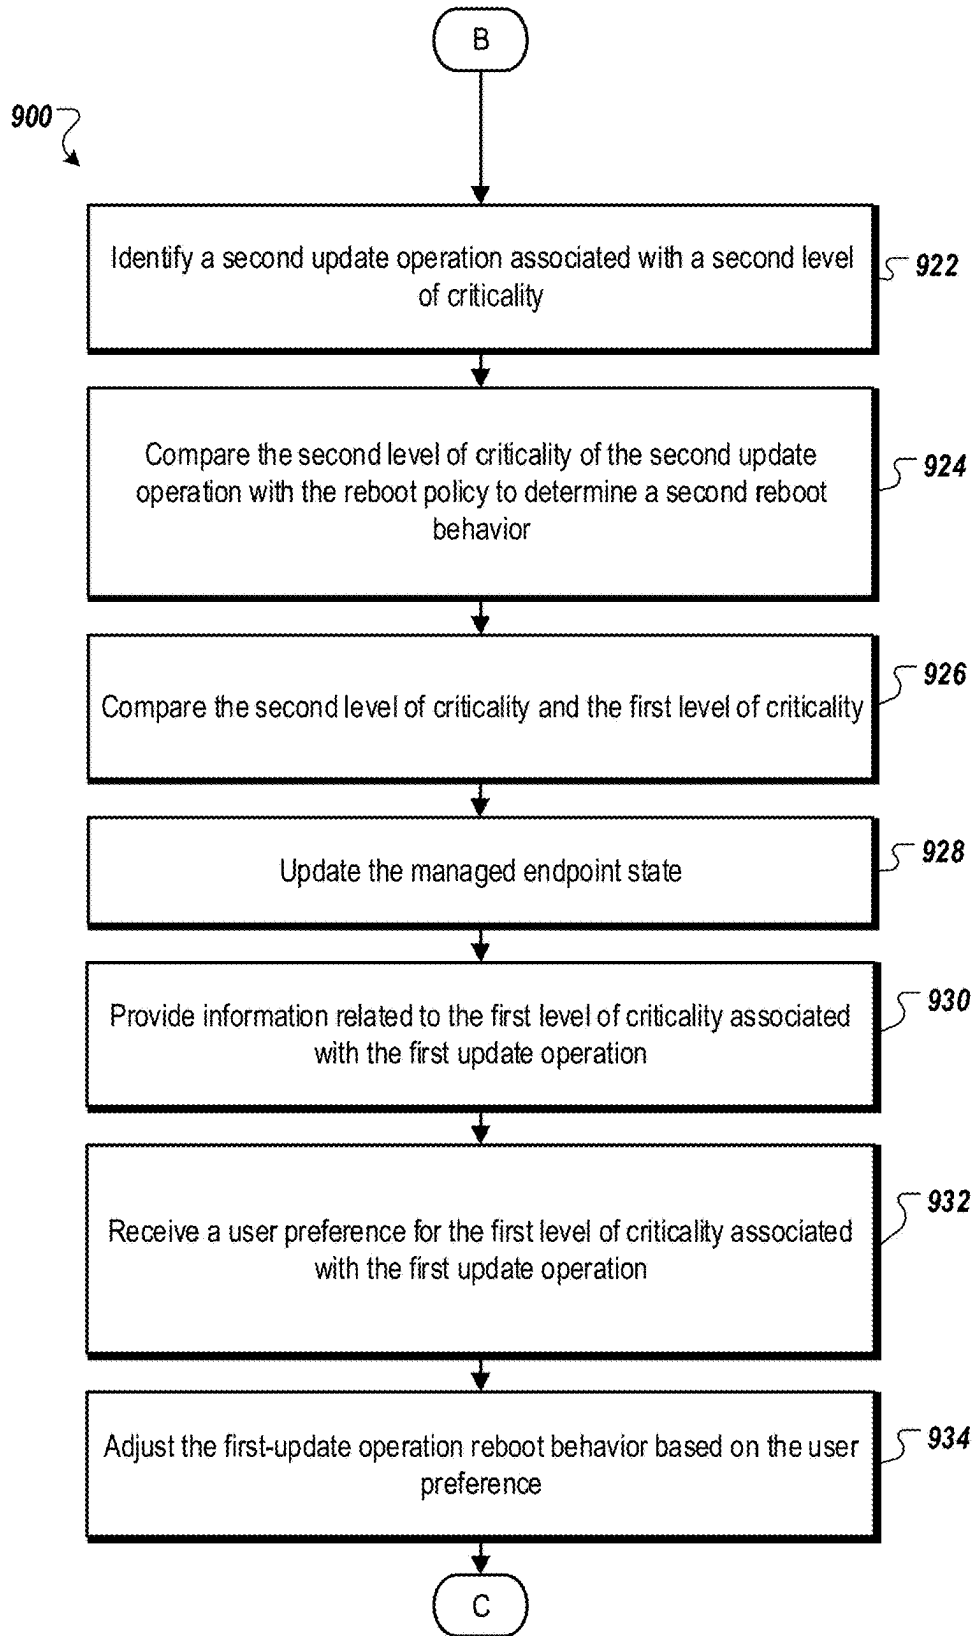 B
900
Identify a second update operation associated with a second level
of criticality
922
Compare the second level of criticality of the second update
operation with the reboot policy to determine a second reboot
behavior
924
Compare the second level of criticality and the first level of criticality
926
Update the managed endpoint state
928
Provide information related to the first level of criticality associated
with the first update operation
930
Receive a user preference for the first level of criticality associated
with the first update operation
932
Adjust the first-update operation reboot behavior based on the user
preference
934
C